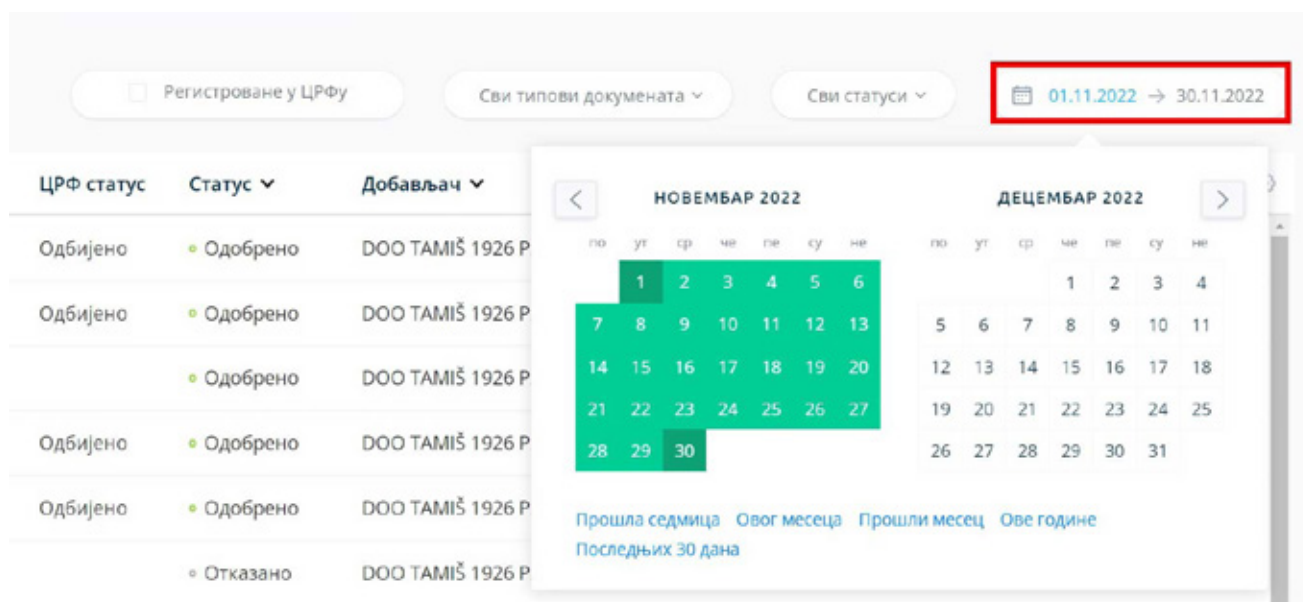 Регистроване у ЦРФу Сви типови докумената Сви статуси 01.11.2022 → 30.11.2022
ЦРФ статус Статус Добављач
НОВЕМБАР 2022 ДЕЦЕМБАР 2022
по ут ср че пе су не по ут ср че пе су не
Одбијено Одобрено DOO TAMIŠ 1926 P
1 2 3 4 5 6 1 2 3 4
Одбијено Одобрено DOO TAMIŠ 1926 P
7 8 9 10 11 12 13 5 6 7 8 9 10 11
Одобрено DOO TAMIŠ 1926 P
14 15 16 17 18 19 20 12 13 14 15 16 17 18
21 22 23 24 25 26 27 19 20 21 22 23 24 25
Одбијено Одобрено DOO TAMIŠ 1926 P
28 29 30 26 27 28 29 30 31
Одбијено Одобрено DOO TAMIŠ 1926 P
Прошла седмица Овог месеца Прошли месец Ове године
Последњих 30 дана
Отказано DOO TAMIŠ 1926 P